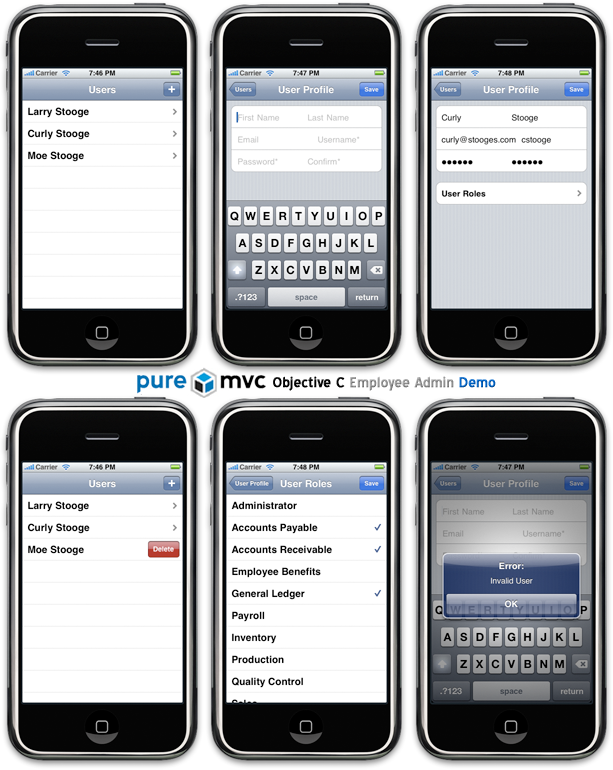 Carrier 7:46 PM
Users +
Larry Stooge
Curly Stooge
Moe Stooge
Carrier 7:47 PM
Users User Profile Save
First Name Last Name
Email Username*
Password* Confirm*
Q W E R T Y U I O P
A S D F G H J K L
Z X C V B N M
.?123 space return
Carrier 7:48 PM
Users User Profile Save
Curly Stooge
curly@stooges.com cstooge
●●●●●● ●●●●●●
User Roles
pure mvc Objective C Employee Admin Demo
Carrier 7:46 PM
Users +
Larry Stooge
Curly Stooge
Moe Stooge Delete
Carrier 7:48 PM
User Profile User Roles Save
Administrator
Accounts Payable
Accounts Receivable
Employee Benefits
General Ledger
Payroll
Inventory
Production
Quality Control
Carrier 7:47 PM
Users User Profile Save
First Name Last Name
Email Username*
Error:
Invalid User
OK
Q W E R T Y U I O P
A S D F G H J K L
Z X C V B N M
.?123 space return